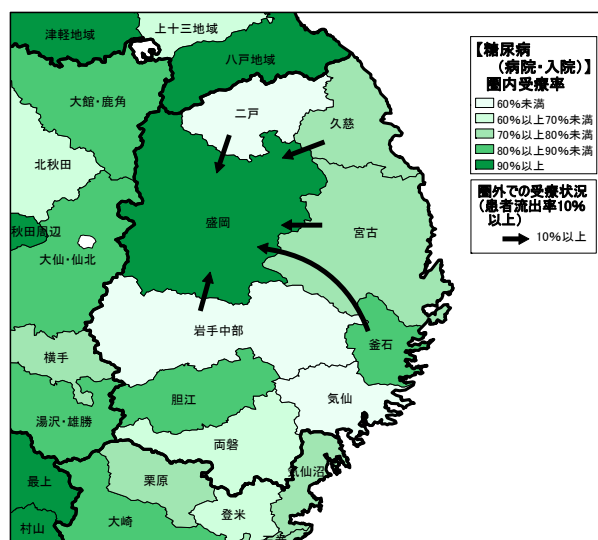 津軽地域
上十三地域
八戸地域
大館・鹿角
二戸
久慈
北秋田
盛岡
宮古
秋田周辺
大仙・仙北
岩手中部
釜石
横手
胆江
気仙
湯沢・雄勝
両磐
最上
栗原
気仙沼
登米
村山
大崎
【糖尿病
(病院・入院)】
圏内受療率
60%未満
60%以上70%未満
70%以上80%未満
80%以上90%未満
90%以上
圏外での受療状況
(患者流出率10%
以上)
10%以上